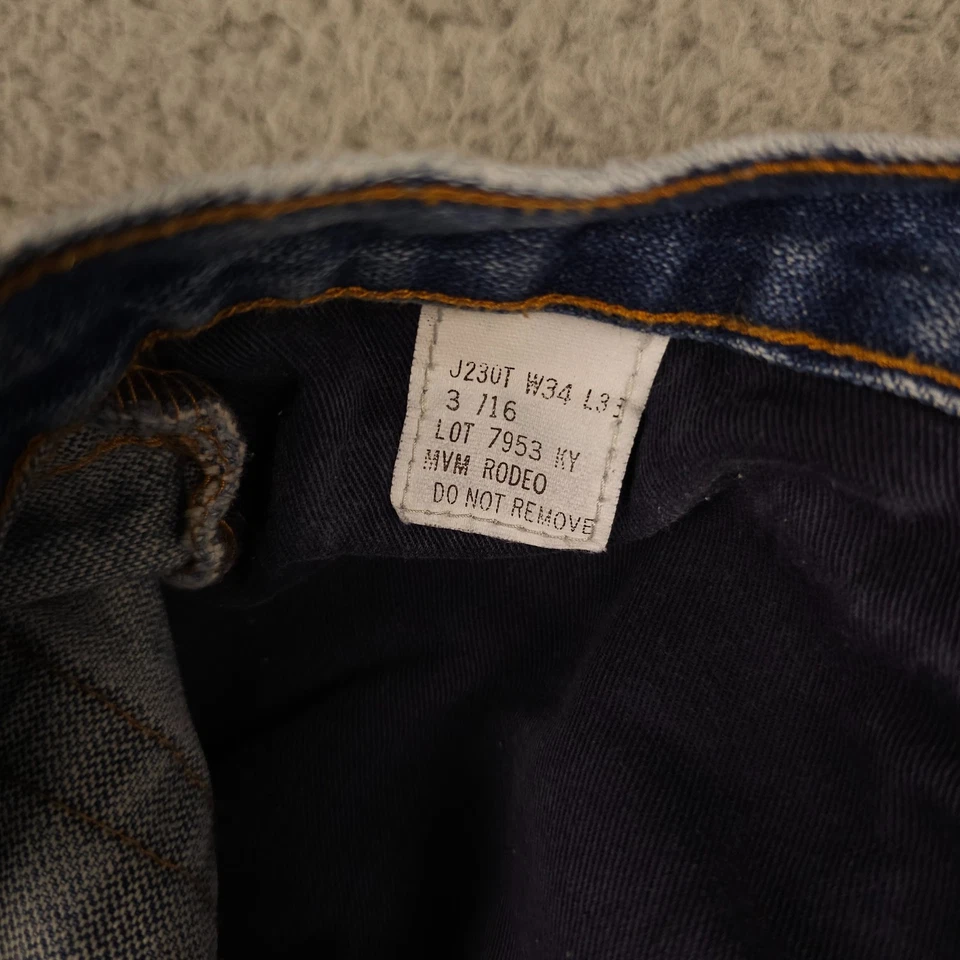 J230T W34 L33
3 /16
LOT 7953 KY
MVM RODEO
DO NOT REMOVE